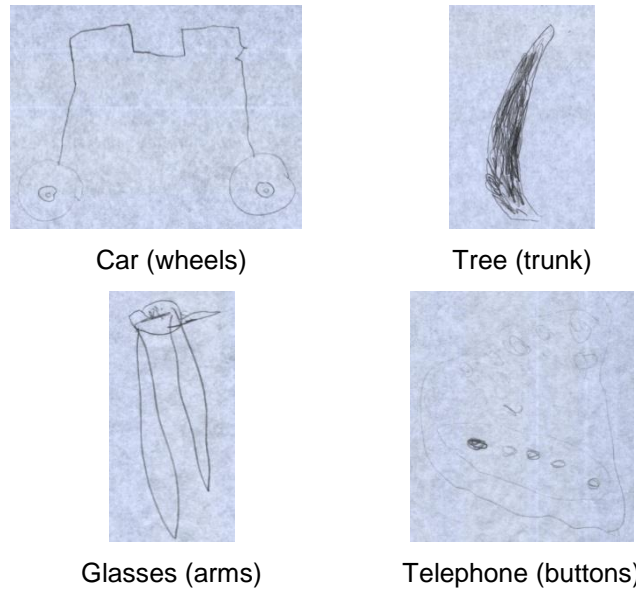 Car (wheels)
Tree (trunk)
Glasses (arms)
Telephone (buttons)